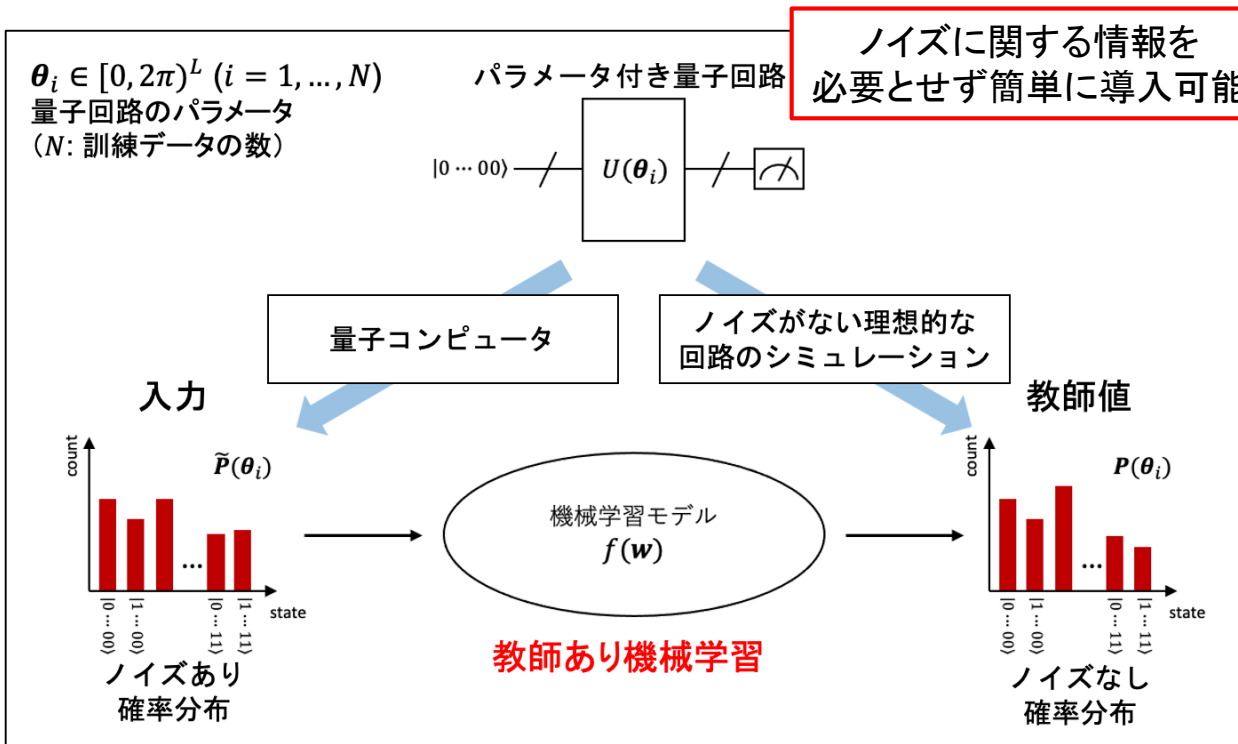 ノイズに関する情報を
必要とせず簡単に導入可能
θ_i ∈ [0, 2π)^L (i = 1, …, N)
量子回路のパラメータ
（N: 訓練データの数）
パラメータ付き量子回路
|0 ⋯ 00⟩
U(θ_i)
量子コンピュータ
ノイズがない理想的な
回路のシミュレーション
入力
教師値
count
P̃(θ_i)
...
state
|0 ⋯ 00⟩
|1 ⋯ 00⟩
|0 ⋯ 11⟩
|1 ⋯ 11⟩
ノイズあり
確率分布
機械学習モデル
f(w)
教師あり機械学習
count
P(θ_i)
...
state
|0 ⋯ 00⟩
|1 ⋯ 00⟩
|0 ⋯ 11⟩
|1 ⋯ 11⟩
ノイズなし
確率分布